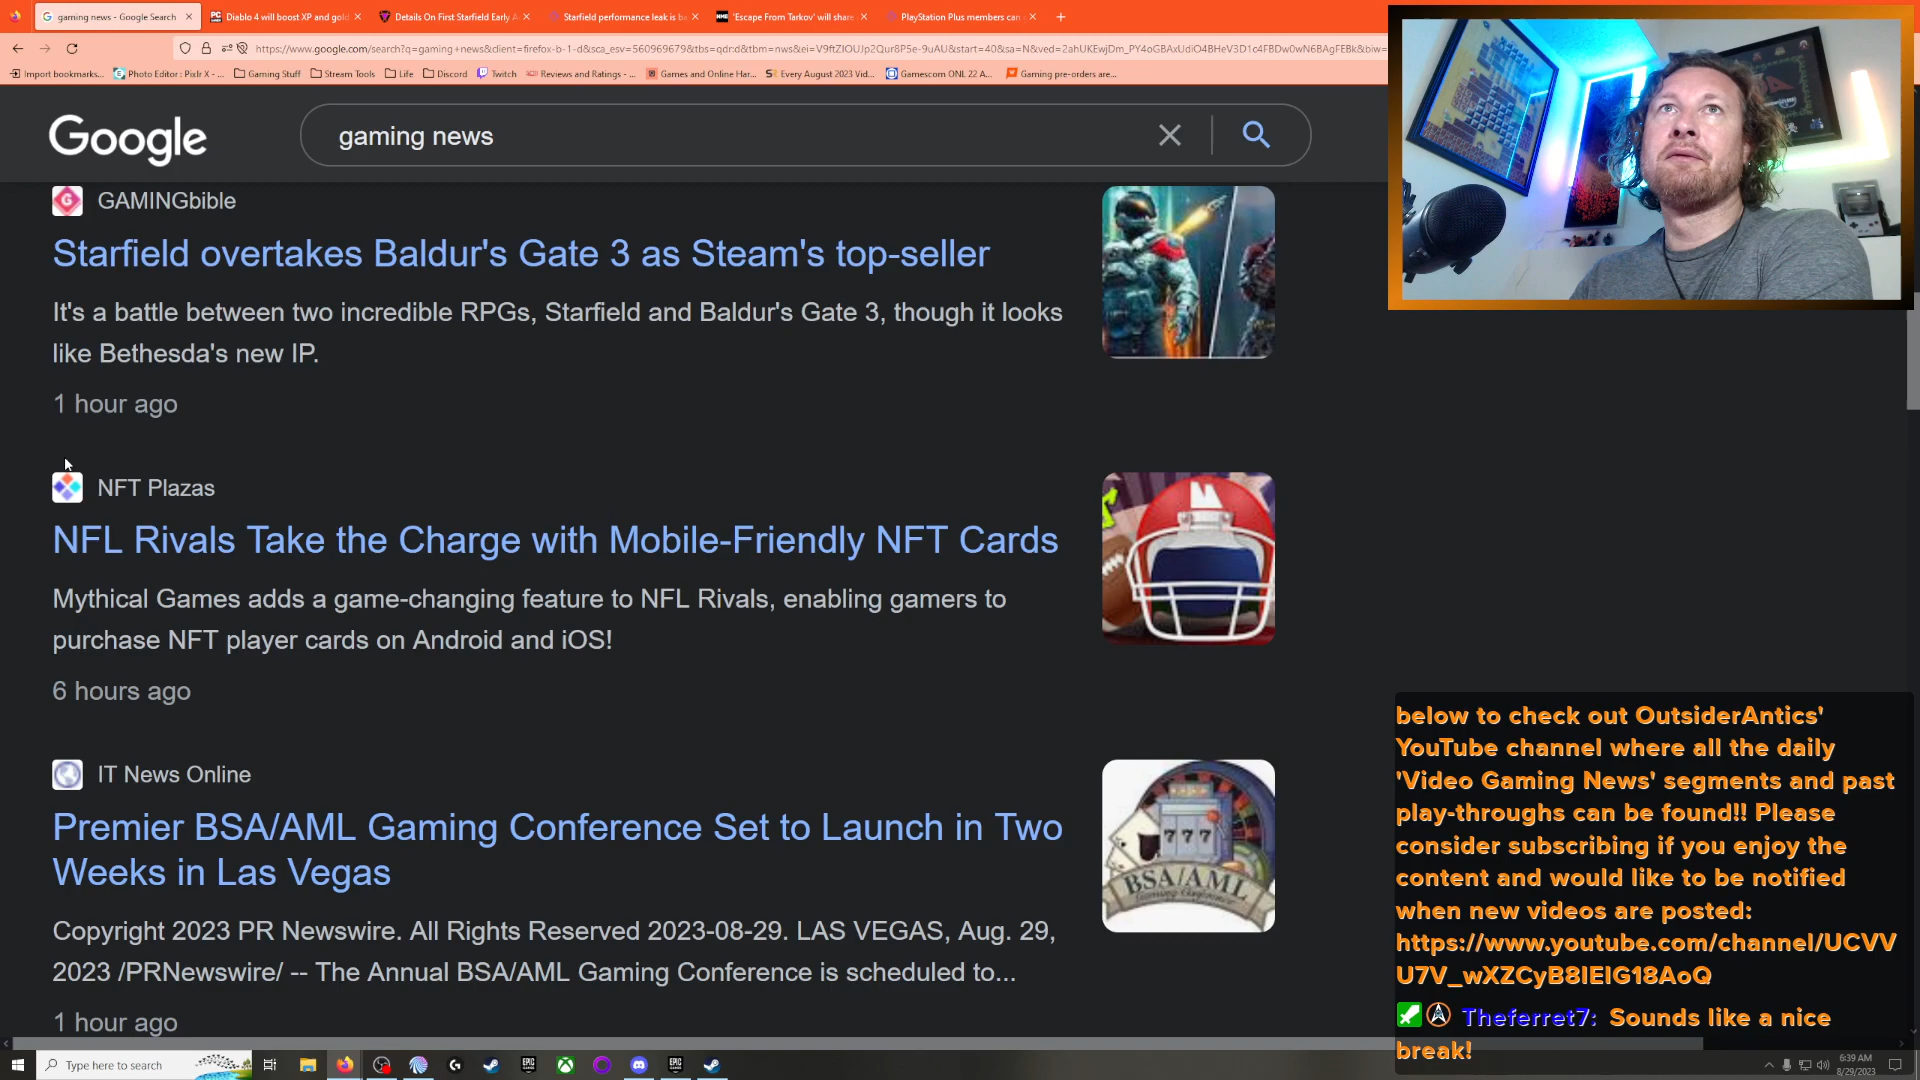 gaming news - Google Search
Diablo 4 will boost XP and gold
Details On First Starfield Early A
Starfield performance leak is ba
'Escape From Tarkov' will share
PlayStation Plus members can
Import bookmarks...
Photo Editor : Pixlr X - ...
Gaming Stuff
Stream Tools
Life
Discord
Twitch
Reviews and Ratings - ...
Games and Online Har...
Every August 2023 Vid...
Gamescom ONL 22 A...
Gaming pre-orders are...
Google
gaming news
GAMINGbible
Starfield overtakes Baldur's Gate 3 as Steam's top-seller
It's a battle between two incredible RPGs, Starfield and Baldur's Gate 3, though it looks
like Bethesda's new IP.
1 hour ago
NFT Plazas
NFL Rivals Take the Charge with Mobile-Friendly NFT Cards
Mythical Games adds a game-changing feature to NFL Rivals, enabling gamers to
purchase NFT player cards on Android and iOS!
6 hours ago
IT News Online
Premier BSA/AML Gaming Conference Set to Launch in Two
Weeks in Las Vegas
777
BSA/AML
Gaming Conference
Copyright 2023 PR Newswire. All Rights Reserved 2023-08-29. LAS VEGAS, Aug. 29,
2023 /PRNewswire/ -- The Annual BSA/AML Gaming Conference is scheduled to...
1 hour ago
below to check out OutsiderAntics'
YouTube channel where all the daily
'Video Gaming News' segments and past
play-throughs can be found!! Please
consider subscribing if you enjoy the
content and would like to be notified
when new videos are posted:
https://www.youtube.com/channel/UCVV
U7V_wXZCyB8IEIG18AoQ
Theferret7: Sounds like a nice
break!
Type here to search
6:39 AM
8/29/2023